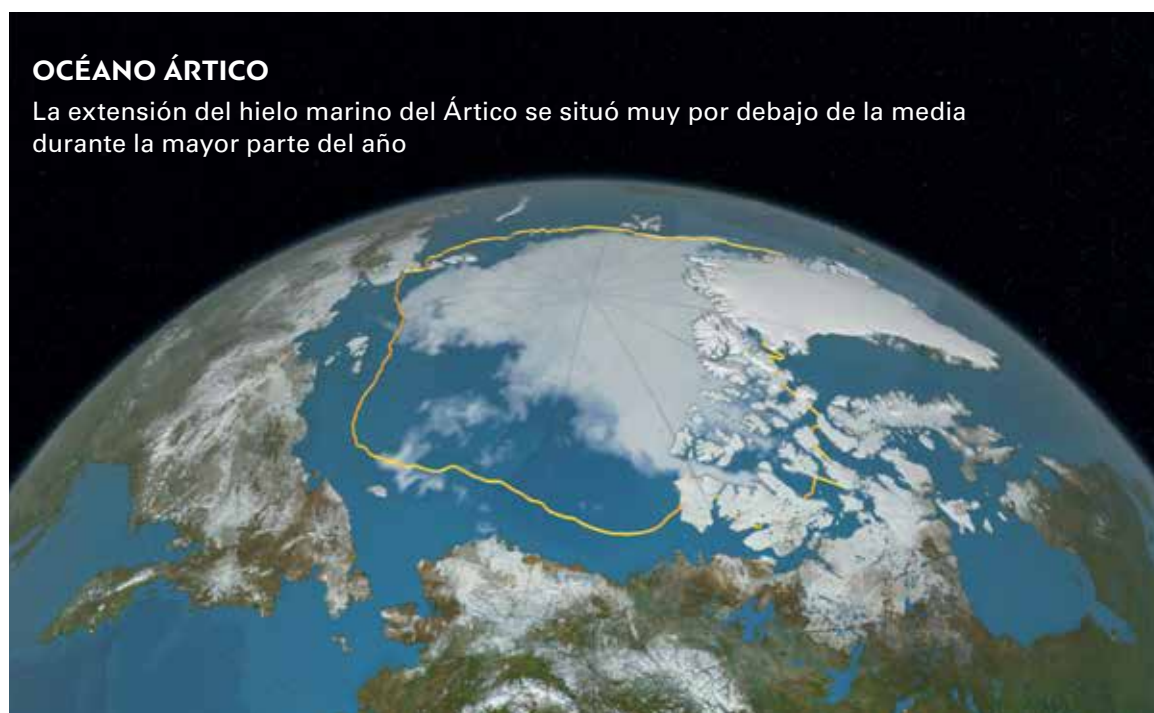 OCÉANO ÁRTICO
La extensión del hielo marino del Ártico se situó muy por debajo de la media
durante la mayor parte del año